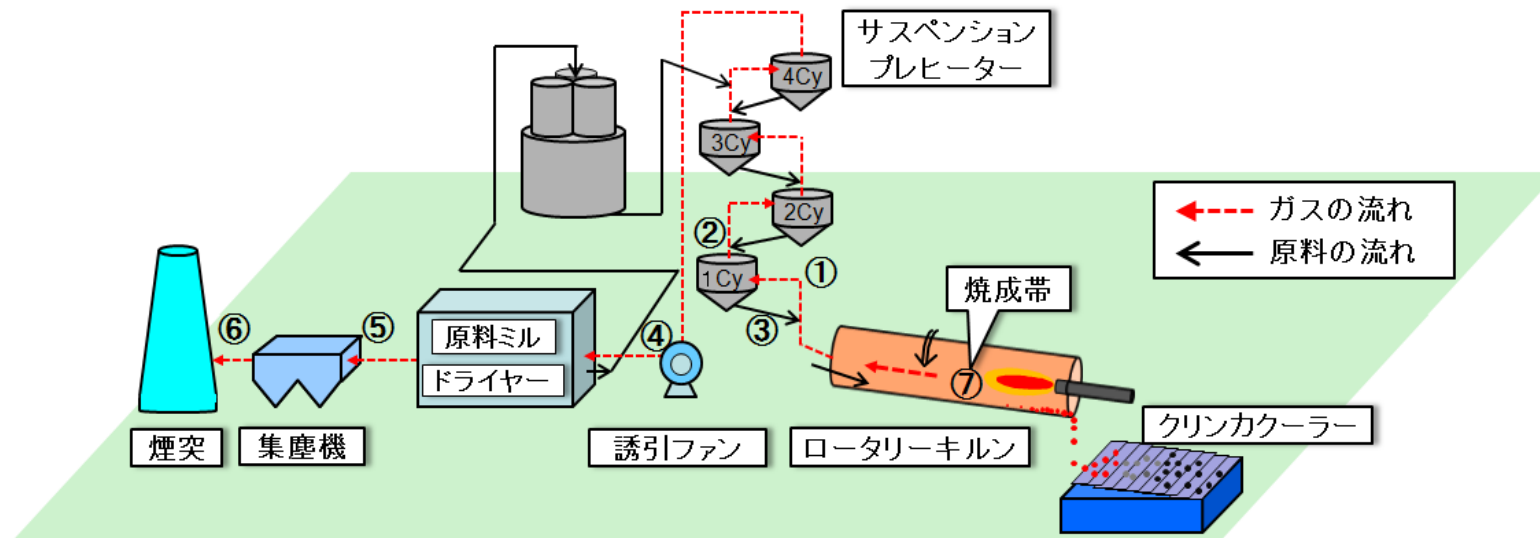 サスペンション
プレヒーター
4Cy
3Cy
2Cy
②
1Cy
①
③
ガスの流れ
原料の流れ
焼成帯
⑦
⑥
⑤
④
原料ミル
ドライヤー
煙突
集塵機
誘引ファン
ロータリーキルン
クリンカクーラー